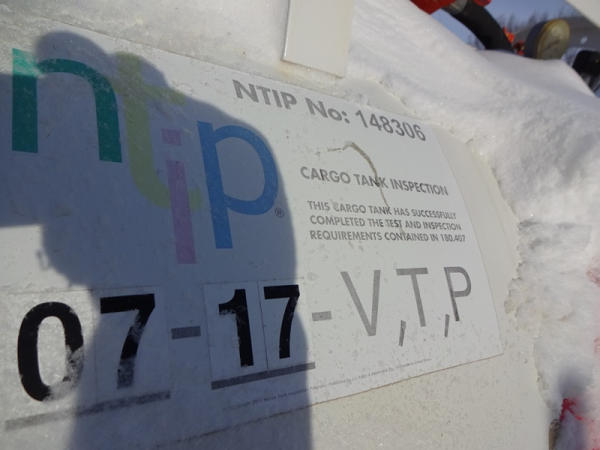 NTIP No: 148306
ntip®
CARGO TANK INSPECTION
THIS CARGO TANK HAS SUCCESSFULLY
COMPLETED THE TEST AND INSPECTION
REQUIREMENTS CONTAINED IN 180.407
07-17-V,T,P